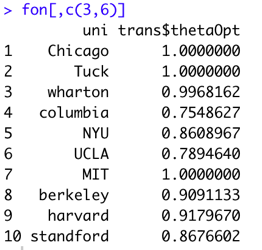 > fon[,c(3,6)]
uni trans$thetaOpt
1 Chicago 1.0000000
2 Tuck 1.0000000
3 wharton 0.9968162
4 columbia 0.7548627
5 NYU 0.8608967
6 UCLA 0.7894640
7 MIT 1.0000000
8 berkeley 0.9091133
9 harvard 0.9179670
10 standford 0.8676602